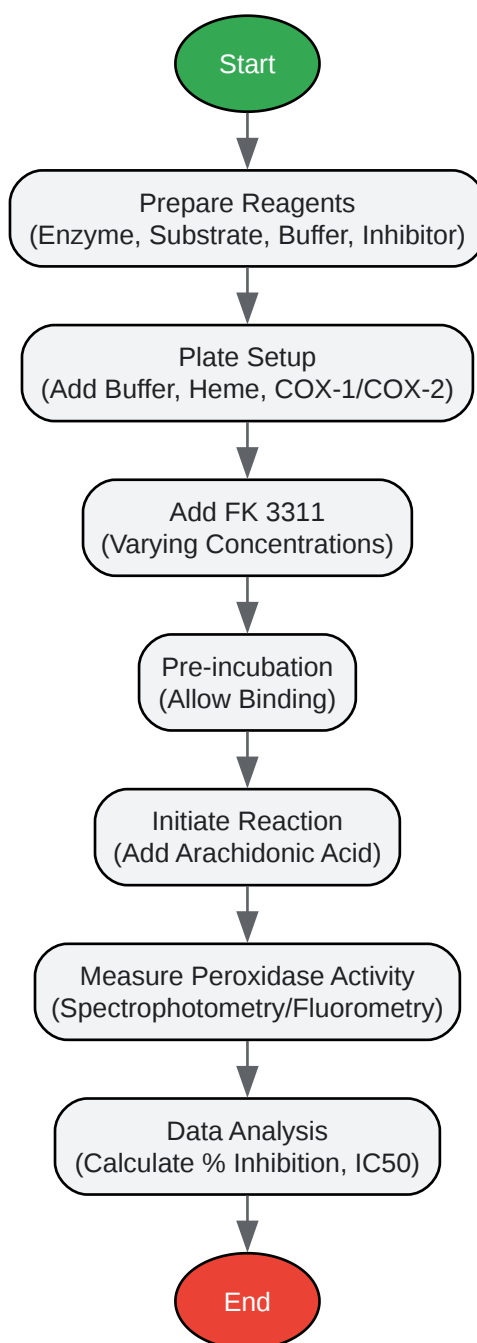 Start
Prepare Reagents
(Enzyme, Substrate, Buffer, Inhibitor)
Plate Setup
(Add Buffer, Heme, COX-1/COX-2)
Add FK 3311
(Varying Concentrations)
Pre-incubation
(Allow Binding)
Initiate Reaction
(Add Arachidonic Acid)
Measure Peroxidase Activity
(Spectrophotometry/Fluorometry)
Data Analysis
(Calculate % Inhibition, IC50)
End